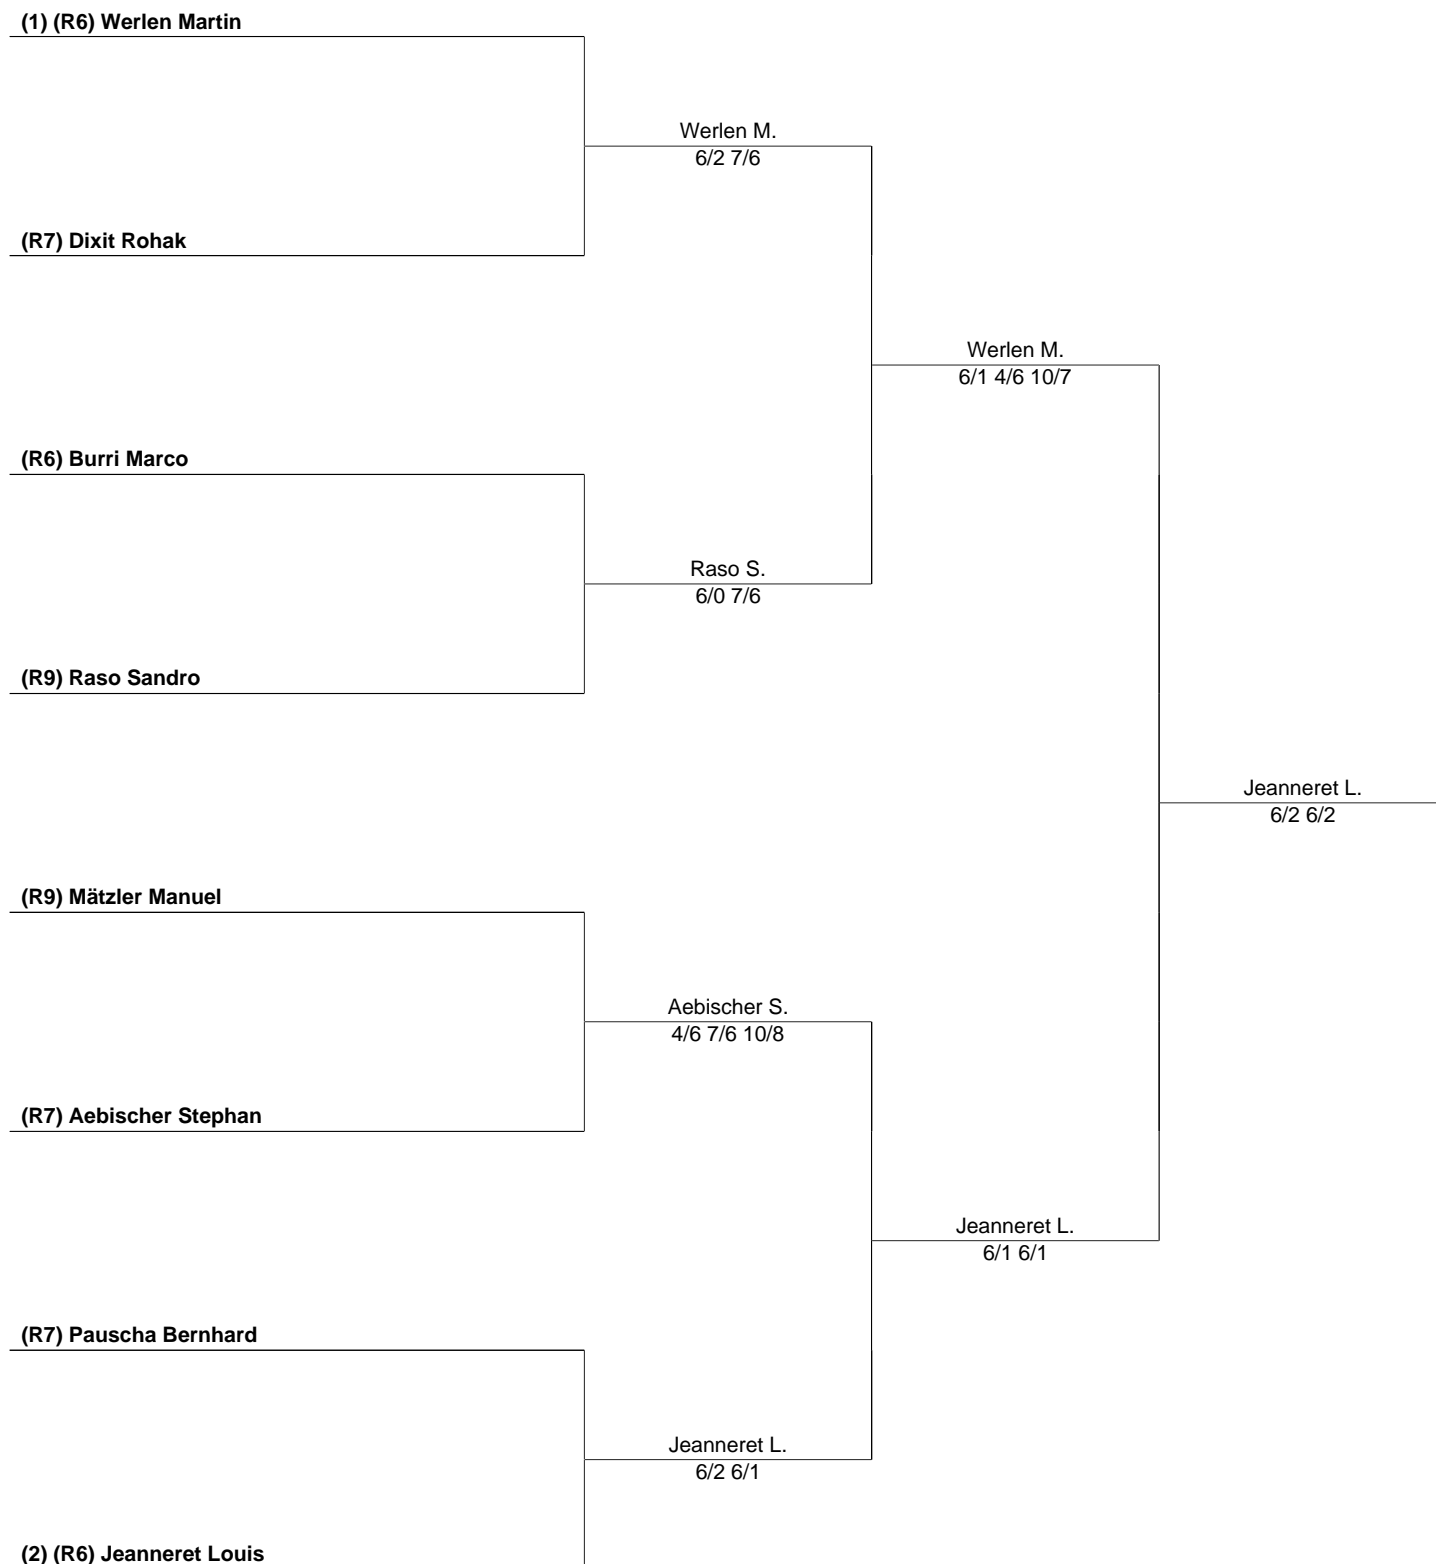 (1) (R6) Werlen Martin
Werlen M.
6/2 7/6
(R7) Dixit Rohak
Werlen M.
6/1 4/6 10/7
(R6) Burri Marco
Raso S.
6/0 7/6
(R9) Raso Sandro
Jeanneret L.
6/2 6/2
(R9) Mätzler Manuel
Aebischer S.
4/6 7/6 10/8
(R7) Aebischer Stephan
Jeanneret L.
6/1 6/1
(R7) Pauscha Bernhard
Jeanneret L.
6/2 6/1
(2) (R6) Jeanneret Louis